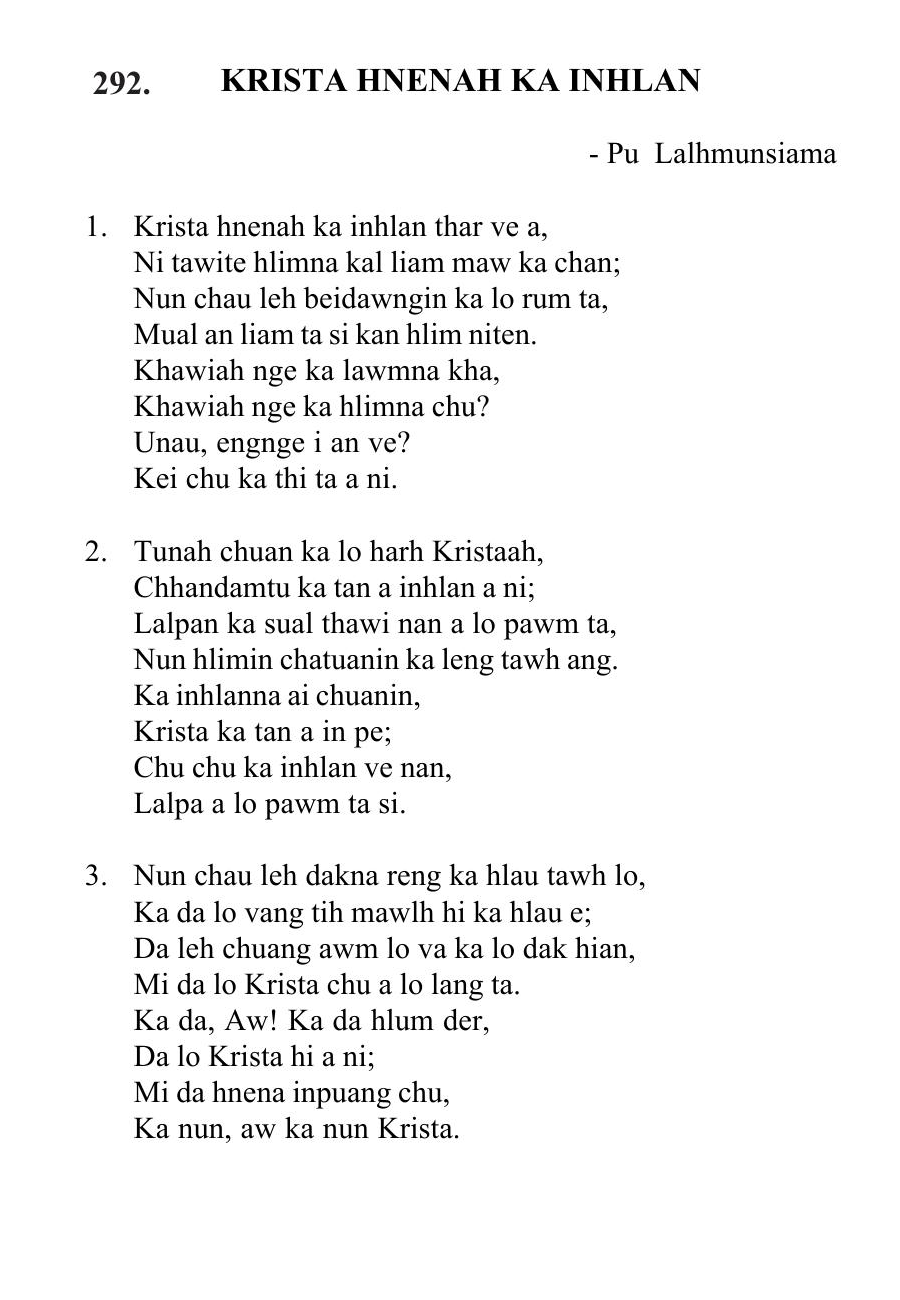 292. KRISTA HNENAH KA INHLAN
- Pu Lalhmunsiama
1. Krista hnenah ka inhlan thar ve a,
Ni tawite hlimna kal liam maw ka chan;
Nun chau leh beidawngin ka lo rum ta,
Mual an liam ta si kan hlim niten.
Khawiah nge ka lawmna kha,
Khawiah nge ka hlimna chu?
Unau, engnge i an ve?
Kei chu ka thi ta a ni.
2. Tunah chuan ka lo harh Kristaah,
Chhandamtu ka tan a inhlan a ni;
Lalpan ka sual thawi nan a lo pawm ta,
Nun hlimin chatuanin ka leng tawh ang.
Ka inhlanna ai chuanin,
Krista ka tan a in pe;
Chu chu ka inhlan ve nan,
Lalpa a lo pawm ta si.
3. Nun chau leh dakna reng ka hlau tawh lo,
Ka da lo vang tih mawlh hi ka hlau e;
Da leh chuang awm lo va ka lo dak hian,
Mi da lo Krista chu a lo lang ta.
Ka da, Aw! Ka da hlum der,
Da lo Krista hi a ni;
Mi da hnena inpuang chu,
Ka nun, aw ka nun Krista.